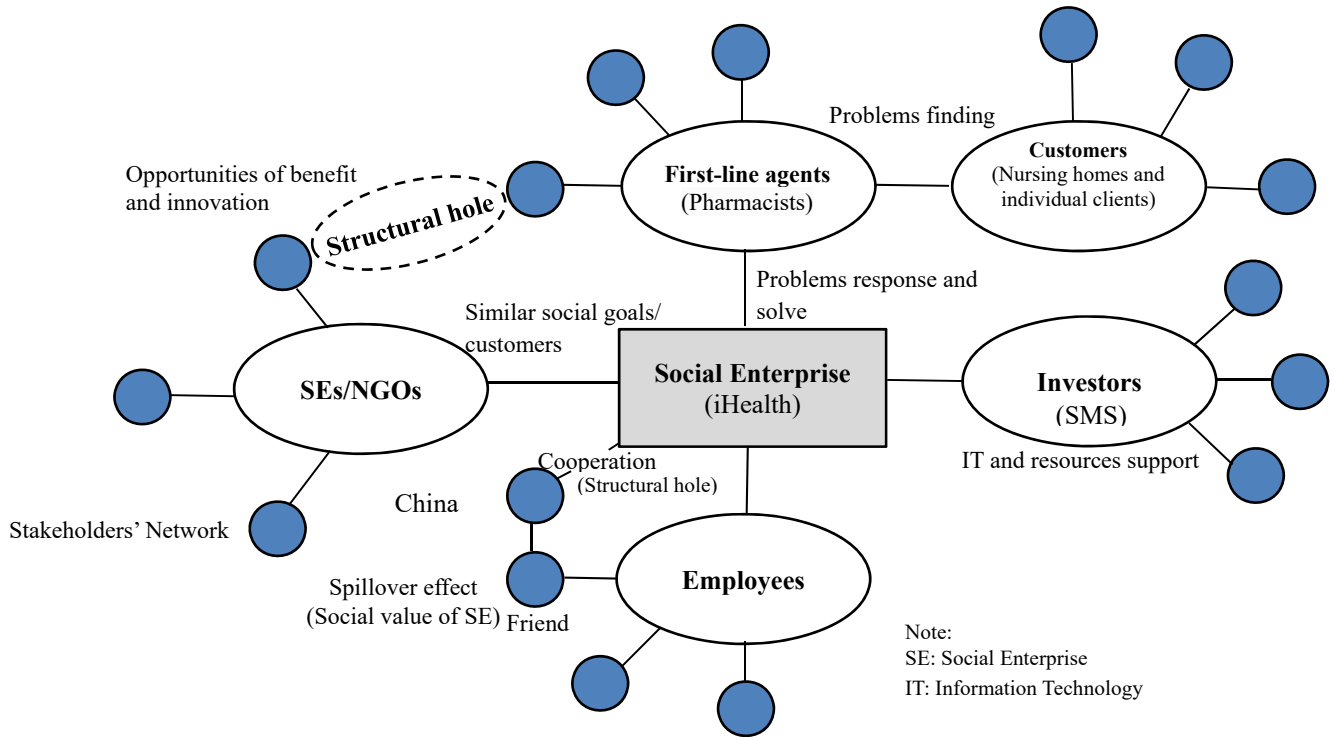 Problems finding
Customers
(Nursing homes and
individual clients)
First-line agents
(Pharmacists)
Opportunities of benefit
and innovation
Structural hole
Problems response and
solve
Similar social goals/
customers
SEs/NGOs
Social Enterprise
(iHealth)
Investors
(SMS)
IT and resources support
Cooperation
(Structural hole)
China
Stakeholders’ Network
Employees
Spillover effect
(Social value of SE)
Friend
Note:
SE: Social Enterprise
IT: Information Technology